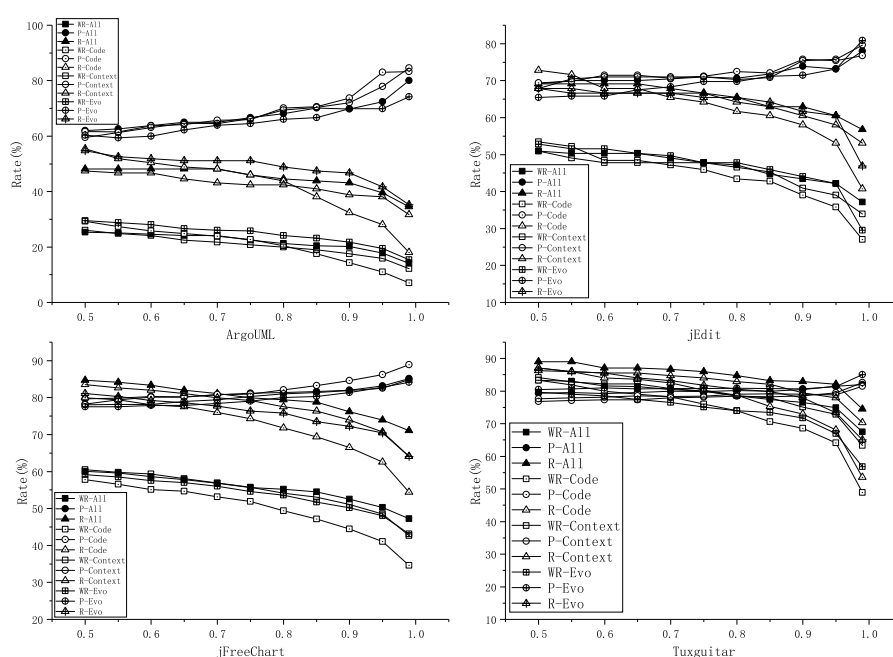 100
80
60
40
20
0
Rate(%)
WR-All
P-All
R-All
WR-Code
P-Code
R-Code
WR-Context
P-Context
R-Context
WR-Evo
P-Evo
R-Evo
0.5 0.6 0.7 0.8 0.9 1.0
ArgoUML
80
70
60
50
40
30
20
10
Rate(%)
WR-All
P-All
R-All
WR-Code
P-Code
R-Code
WR-Context
P-Context
R-Context
WR-Evo
P-Evo
R-Evo
0.5 0.6 0.7 0.8 0.9 1.0
jEdit
90
80
70
60
50
40
30
20
Rate(%)
WR-All
P-All
R-All
WR-Code
P-Code
R-Code
WR-Context
P-Context
R-Context
WR-Evo
P-Evo
R-Evo
0.5 0.6 0.7 0.8 0.9 1.0
jFreeChart
90
80
70
60
50
40
30
20
10
Rate(%)
WR-All
P-All
R-All
WR-Code
P-Code
R-Code
WR-Context
P-Context
R-Context
WR-Evo
P-Evo
R-Evo
0.5 0.6 0.7 0.8 0.9 1.0
Tuxguitar